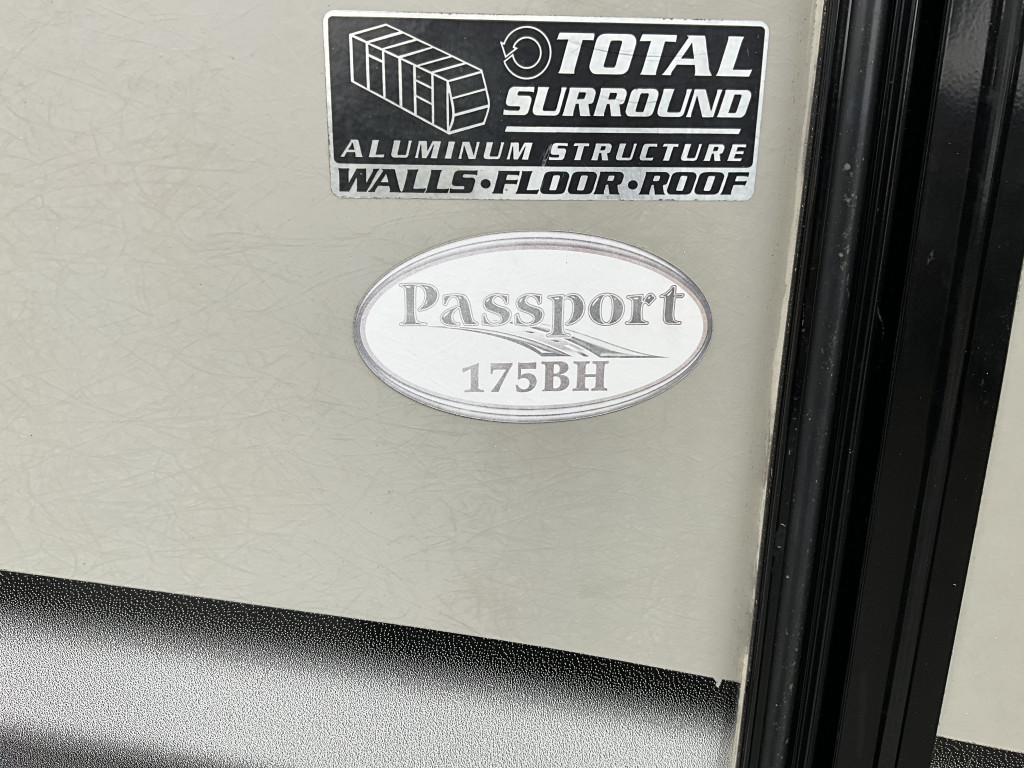 TOTAL
SURROUND
ALUMINUM STRUCTURE
WALLS·FLOOR·ROOF
Passport
175BH